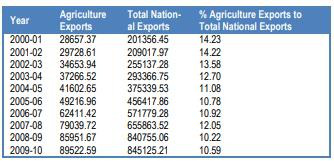 Year Agriculture Exports Total Nation-al Exports % Agriculture Exports to Total National Exports
2000-01 28657.37 201356.45 14.23
2001-02 29728.61 209017.97 14.22
2002-03 34653.94 255137.28 13.58
2003-04 37266.52 293366.75 12.70
2004-05 41602.65 375339.53 11.08
2005-06 49216.96 456417.86 10.78
2006-07 62411.42 571779.28 10.92
2007-08 79039.72 655863.52 12.05
2008-09 85951.67 840755.06 10.22
2009-10 89522.59 845125.21 10.59